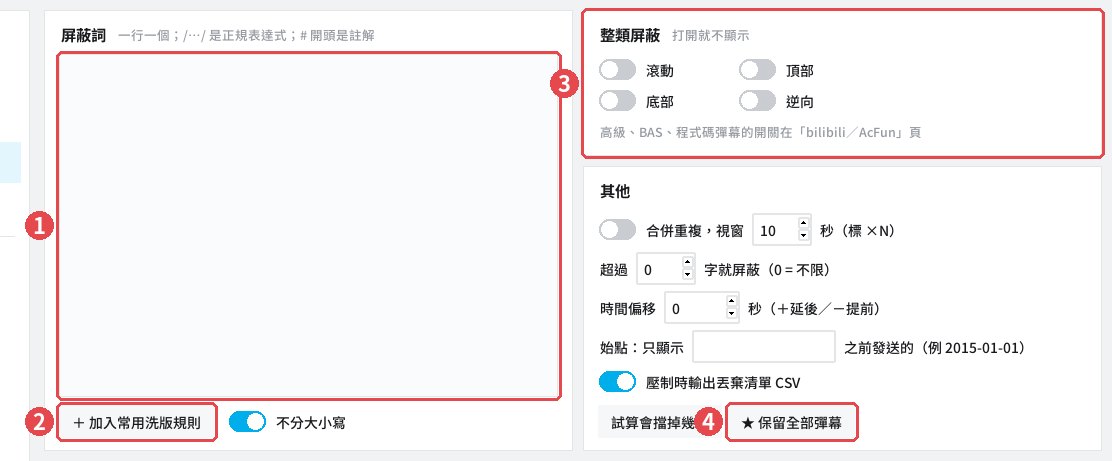 屏蔽詞 一行一個；/…/ 是正規表達式；# 開頭是註解
1
2
＋ 加入常用洗版規則
不分大小寫
3
整類屏蔽 打開就不顯示
滾動 頂部
底部 逆向
高級、BAS、程式碼彈幕的開關在「bilibili／AcFun」頁
其他
合併重複，視窗 10 秒（標 ×N）
超過 0 字就屏蔽（0 = 不限）
時間偏移 0 秒（＋延後／－提前）
始點：只顯示 之前發送的（例 2015-01-01）
壓制時輸出丟棄清單 CSV
試算會擋掉幾
4
★ 保留全部彈幕